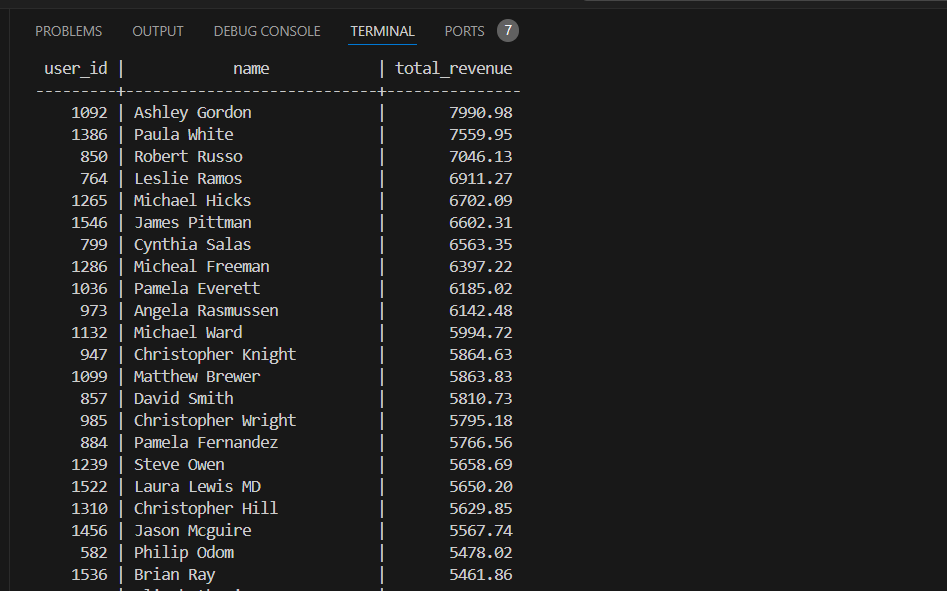 PROBLEMS OUTPUT DEBUG CONSOLE TERMINAL PORTS 7
user_id | name | total_revenue
---------+----------------------------+---------------
1092 | Ashley Gordon | 7990.98
1386 | Paula White | 7559.95
850 | Robert Russo | 7046.13
764 | Leslie Ramos | 6911.27
1265 | Michael Hicks | 6702.09
1546 | James Pittman | 6602.31
799 | Cynthia Salas | 6563.35
1286 | Micheal Freeman | 6397.22
1036 | Pamela Everett | 6185.02
973 | Angela Rasmussen | 6142.48
1132 | Michael Ward | 5994.72
947 | Christopher Knight | 5864.63
1099 | Matthew Brewer | 5863.83
857 | David Smith | 5810.73
985 | Christopher Wright | 5795.18
884 | Pamela Fernandez | 5766.56
1239 | Steve Owen | 5658.69
1522 | Laura Lewis MD | 5650.20
1310 | Christopher Hill | 5629.85
1456 | Jason Mcguire | 5567.74
582 | Philip Odom | 5478.02
1536 | Brian Ray | 5461.86